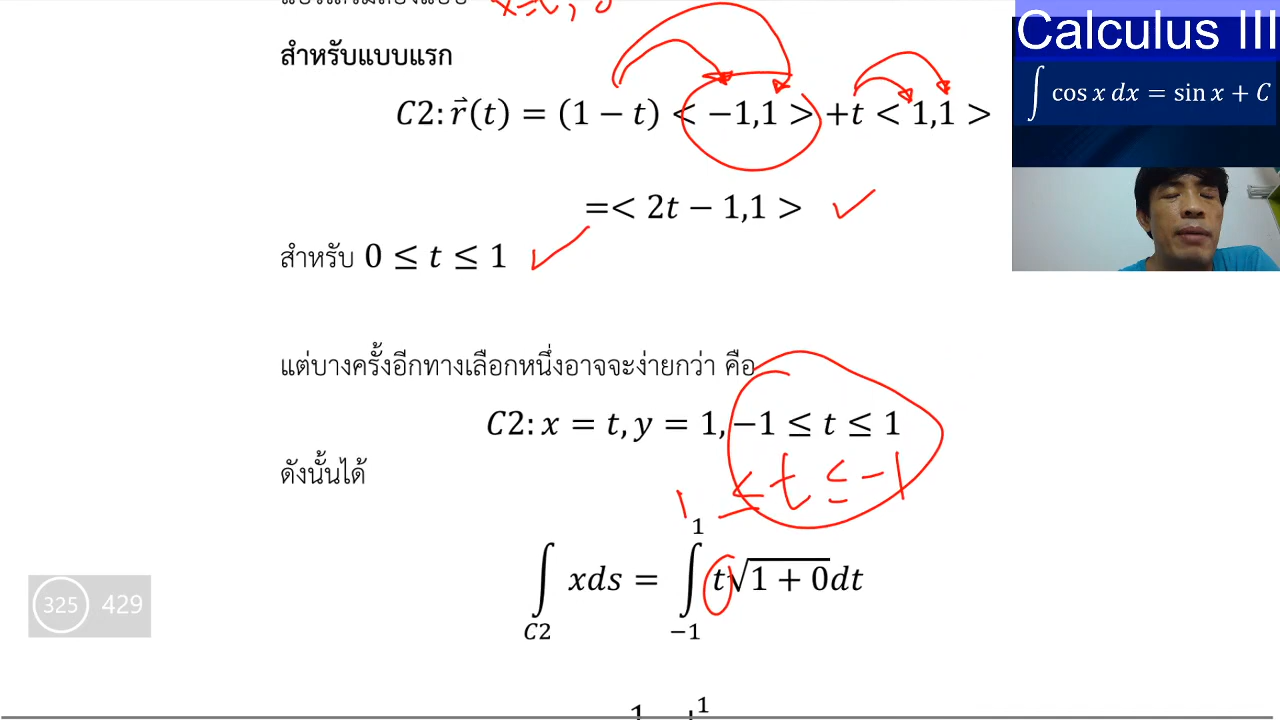 x=t,
สำหรับแบบแรก
C2: r⃗(t) = (1 − t) < −1,1 > +t < 1,1 >
=< 2t − 1,1 >
สำหรับ 0 ≤ t ≤ 1
แต่บางครั้งอีกทางเลือกหนึ่งอาจจะง่ายกว่า คือ
C2: x = t, y = 1, −1 ≤ t ≤ 1
1 ≤ t ≤ −1
ดังนั้นได้
∫_{C2} xds = ∫_{−1}^{1} t√(1 + 0)dt
325 429
Calculus III
∫ cos x dx = sin x + C